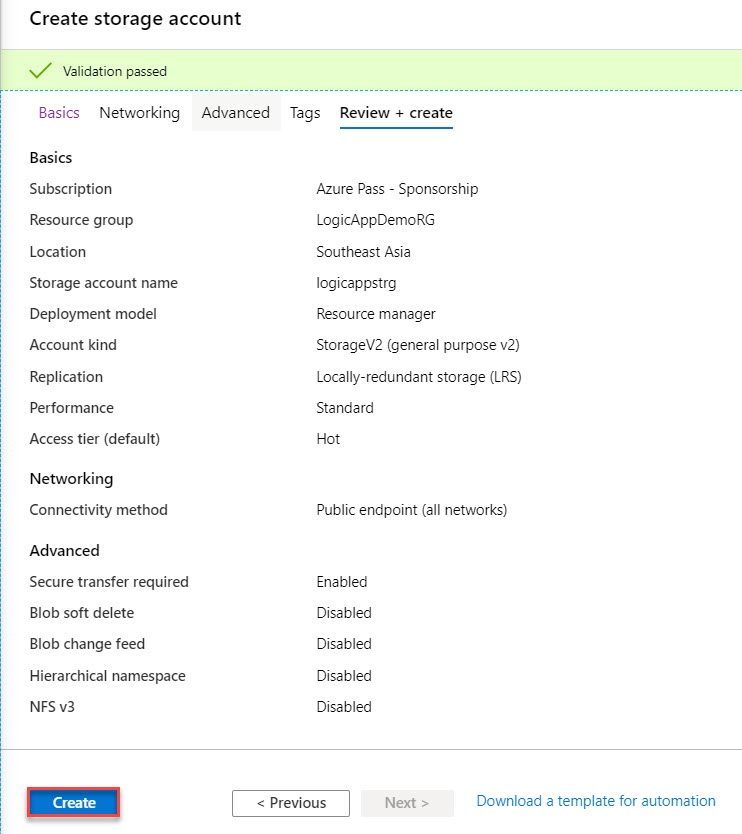 Create storage account
Validation passed
Basics Networking Advanced Tags Review + create
Basics
Subscription Azure Pass - Sponsorship
Resource group LogicAppDemoRG
Location Southeast Asia
Storage account name logicappstrg
Deployment model Resource manager
Account kind StorageV2 (general purpose v2)
Replication Locally-redundant storage (LRS)
Performance Standard
Access tier (default) Hot
Networking
Connectivity method Public endpoint (all networks)
Advanced
Secure transfer required Enabled
Blob soft delete Disabled
Blob change feed Disabled
Hierarchical namespace Disabled
NFS v3 Disabled
Create < Previous Next > Download a template for automation